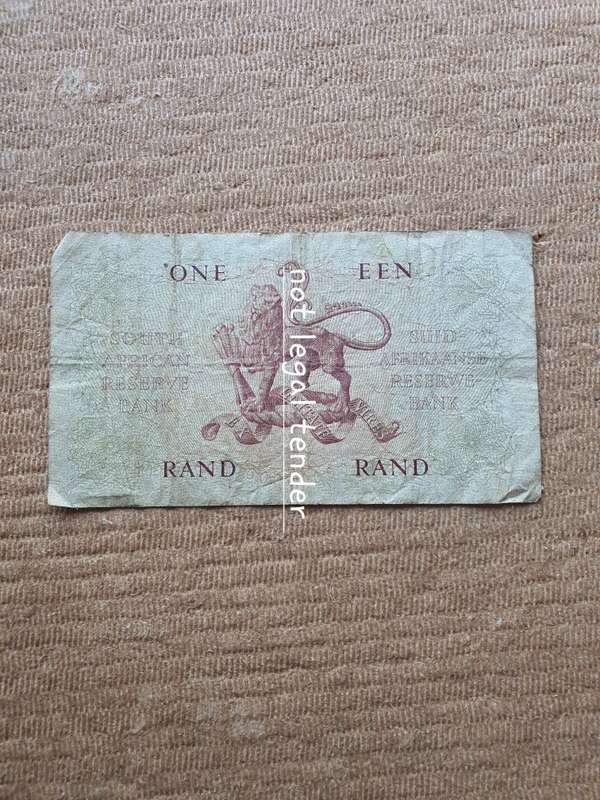 ONE EEN
SOUTH AFRICAN RESERVE BANK
SUID AFRIKAANSE RESERWE-BANK
RAND RAND
not legal tender